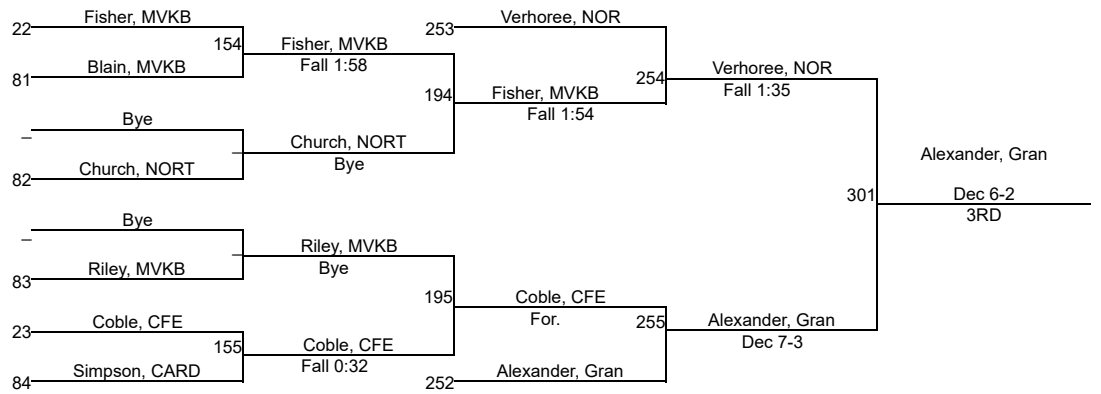 Fisher, MVKB
22
154
Blain, MVKB
81
Fisher, MVKB
Fall 1:58
Bye
_
Church, NORT
82
_
Church, NORT
Bye
194
253
Verhoree, NOR
Fisher, MVKB
Fall 1:54
254
Verhoree, NOR
Fall 1:35
Bye
_
Riley, MVKB
83
_
Riley, MVKB
Bye
Coble, CFE
23
155
Simpson, CARD
84
Coble, CFE
Fall 0:32
195
Coble, CFE
For.
255
252
Alexander, Gran
Alexander, Gran
Dec 7-3
301
Alexander, Gran
Dec 6-2
3RD